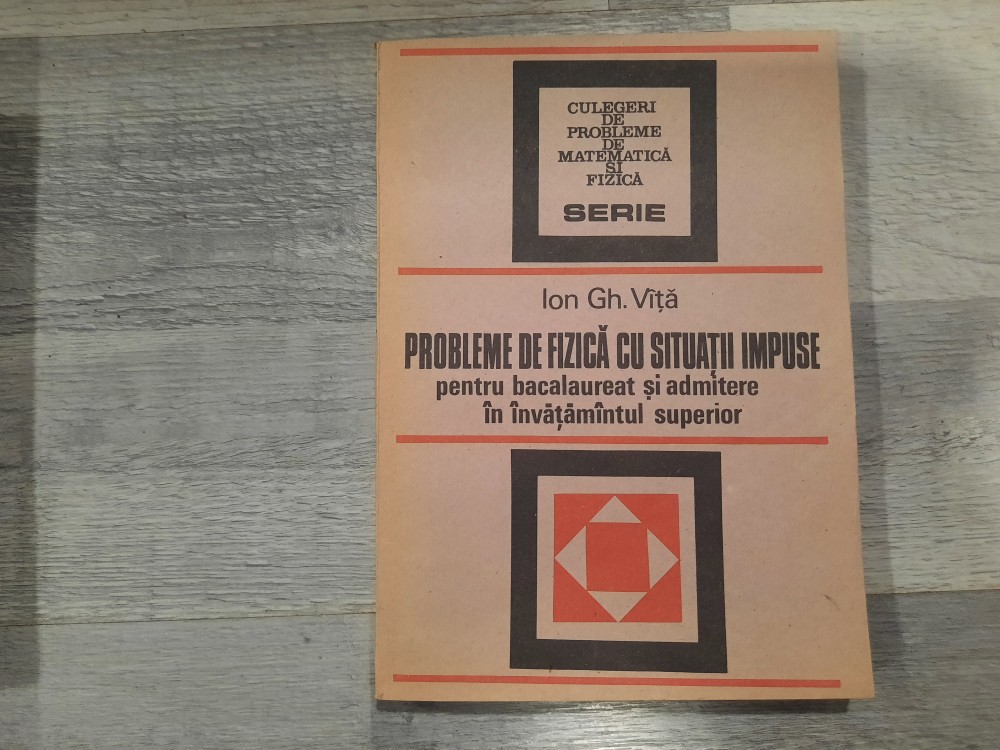 CULEGERI
DE
PROBLEME
DE
MATEMATICĂ
SI
FIZICĂ
SERIE
Ion Gh. Vîță
PROBLEME DE FIZICĂ CU SITUAȚII IMPUSE
pentru bacalaureat și admitere
în învățămîntul superior